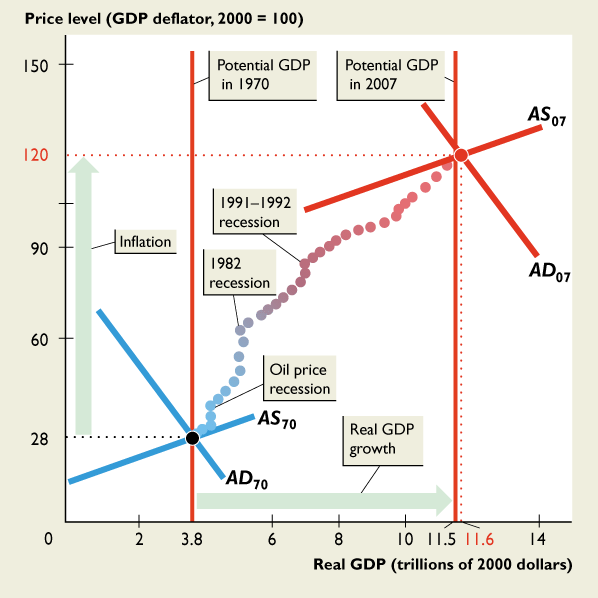 Price level (GDP deflator, 2000 = 100)
150
Potential GDP
in 1970
Potential GDP
in 2007
AS07
120
1991–1992
recession
Inflation
90
1982
recession
AD07
60
Oil price
recession
AS70
Real GDP
growth
28
AD70
0
2
3.8
6
8
10
11.5
11.6
14
Real GDP (trillions of 2000 dollars)